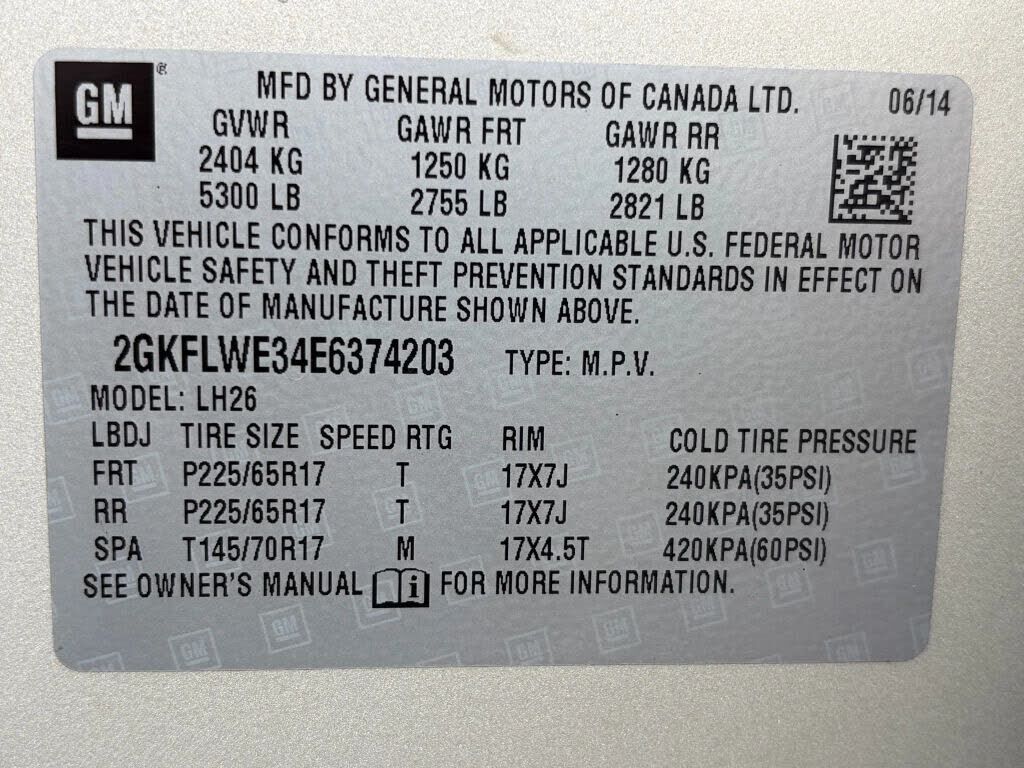 GM ®
MFD BY GENERAL MOTORS OF CANADA LTD. 06/14
GVWR GAWR FRT GAWR RR
2404 KG 1250 KG 1280 KG
5300 LB 2755 LB 2821 LB
THIS VEHICLE CONFORMS TO ALL APPLICABLE U.S. FEDERAL MOTOR
VEHICLE SAFETY AND THEFT PREVENTION STANDARDS IN EFFECT ON
THE DATE OF MANUFACTURE SHOWN ABOVE.
2GKFLWE34E6374203 TYPE: M.P.V.
MODEL: LH26
LBDJ TIRE SIZE SPEED RTG RIM COLD TIRE PRESSURE
FRT P225/65R17 T 17X7J 240KPA(35PSI)
RR P225/65R17 T 17X7J 240KPA(35PSI)
SPA T145/70R17 M 17X4.5T 420KPA(60PSI)
SEE OWNER'S MANUAL i FOR MORE INFORMATION.